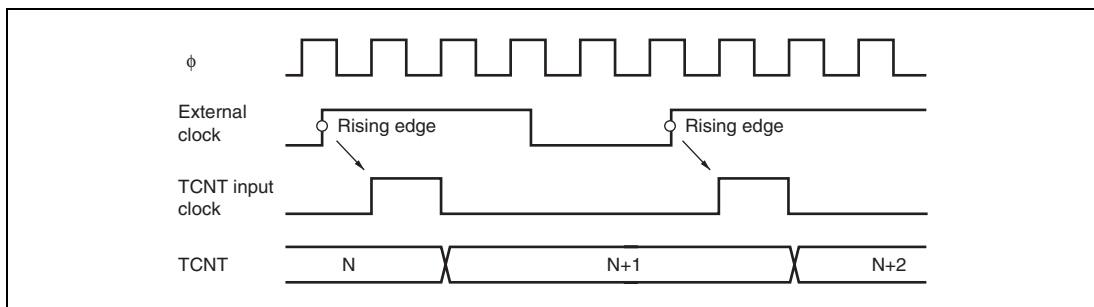 ϕ
External
clock
Rising edge
Rising edge
TCNT input
clock
TCNT
N
N+1
N+2